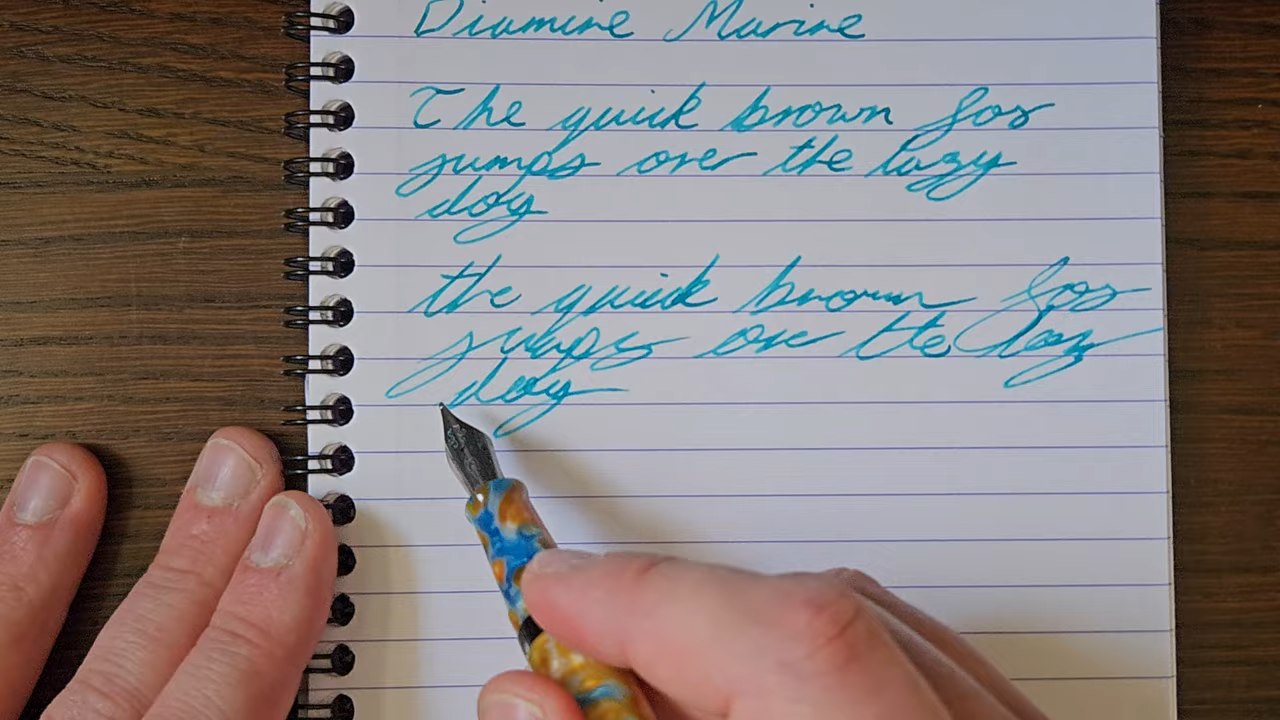 Diamine Marine
The quick brown fox
jumps over the lazy
dog
the quick brown fox
jumps over the lazy
dog